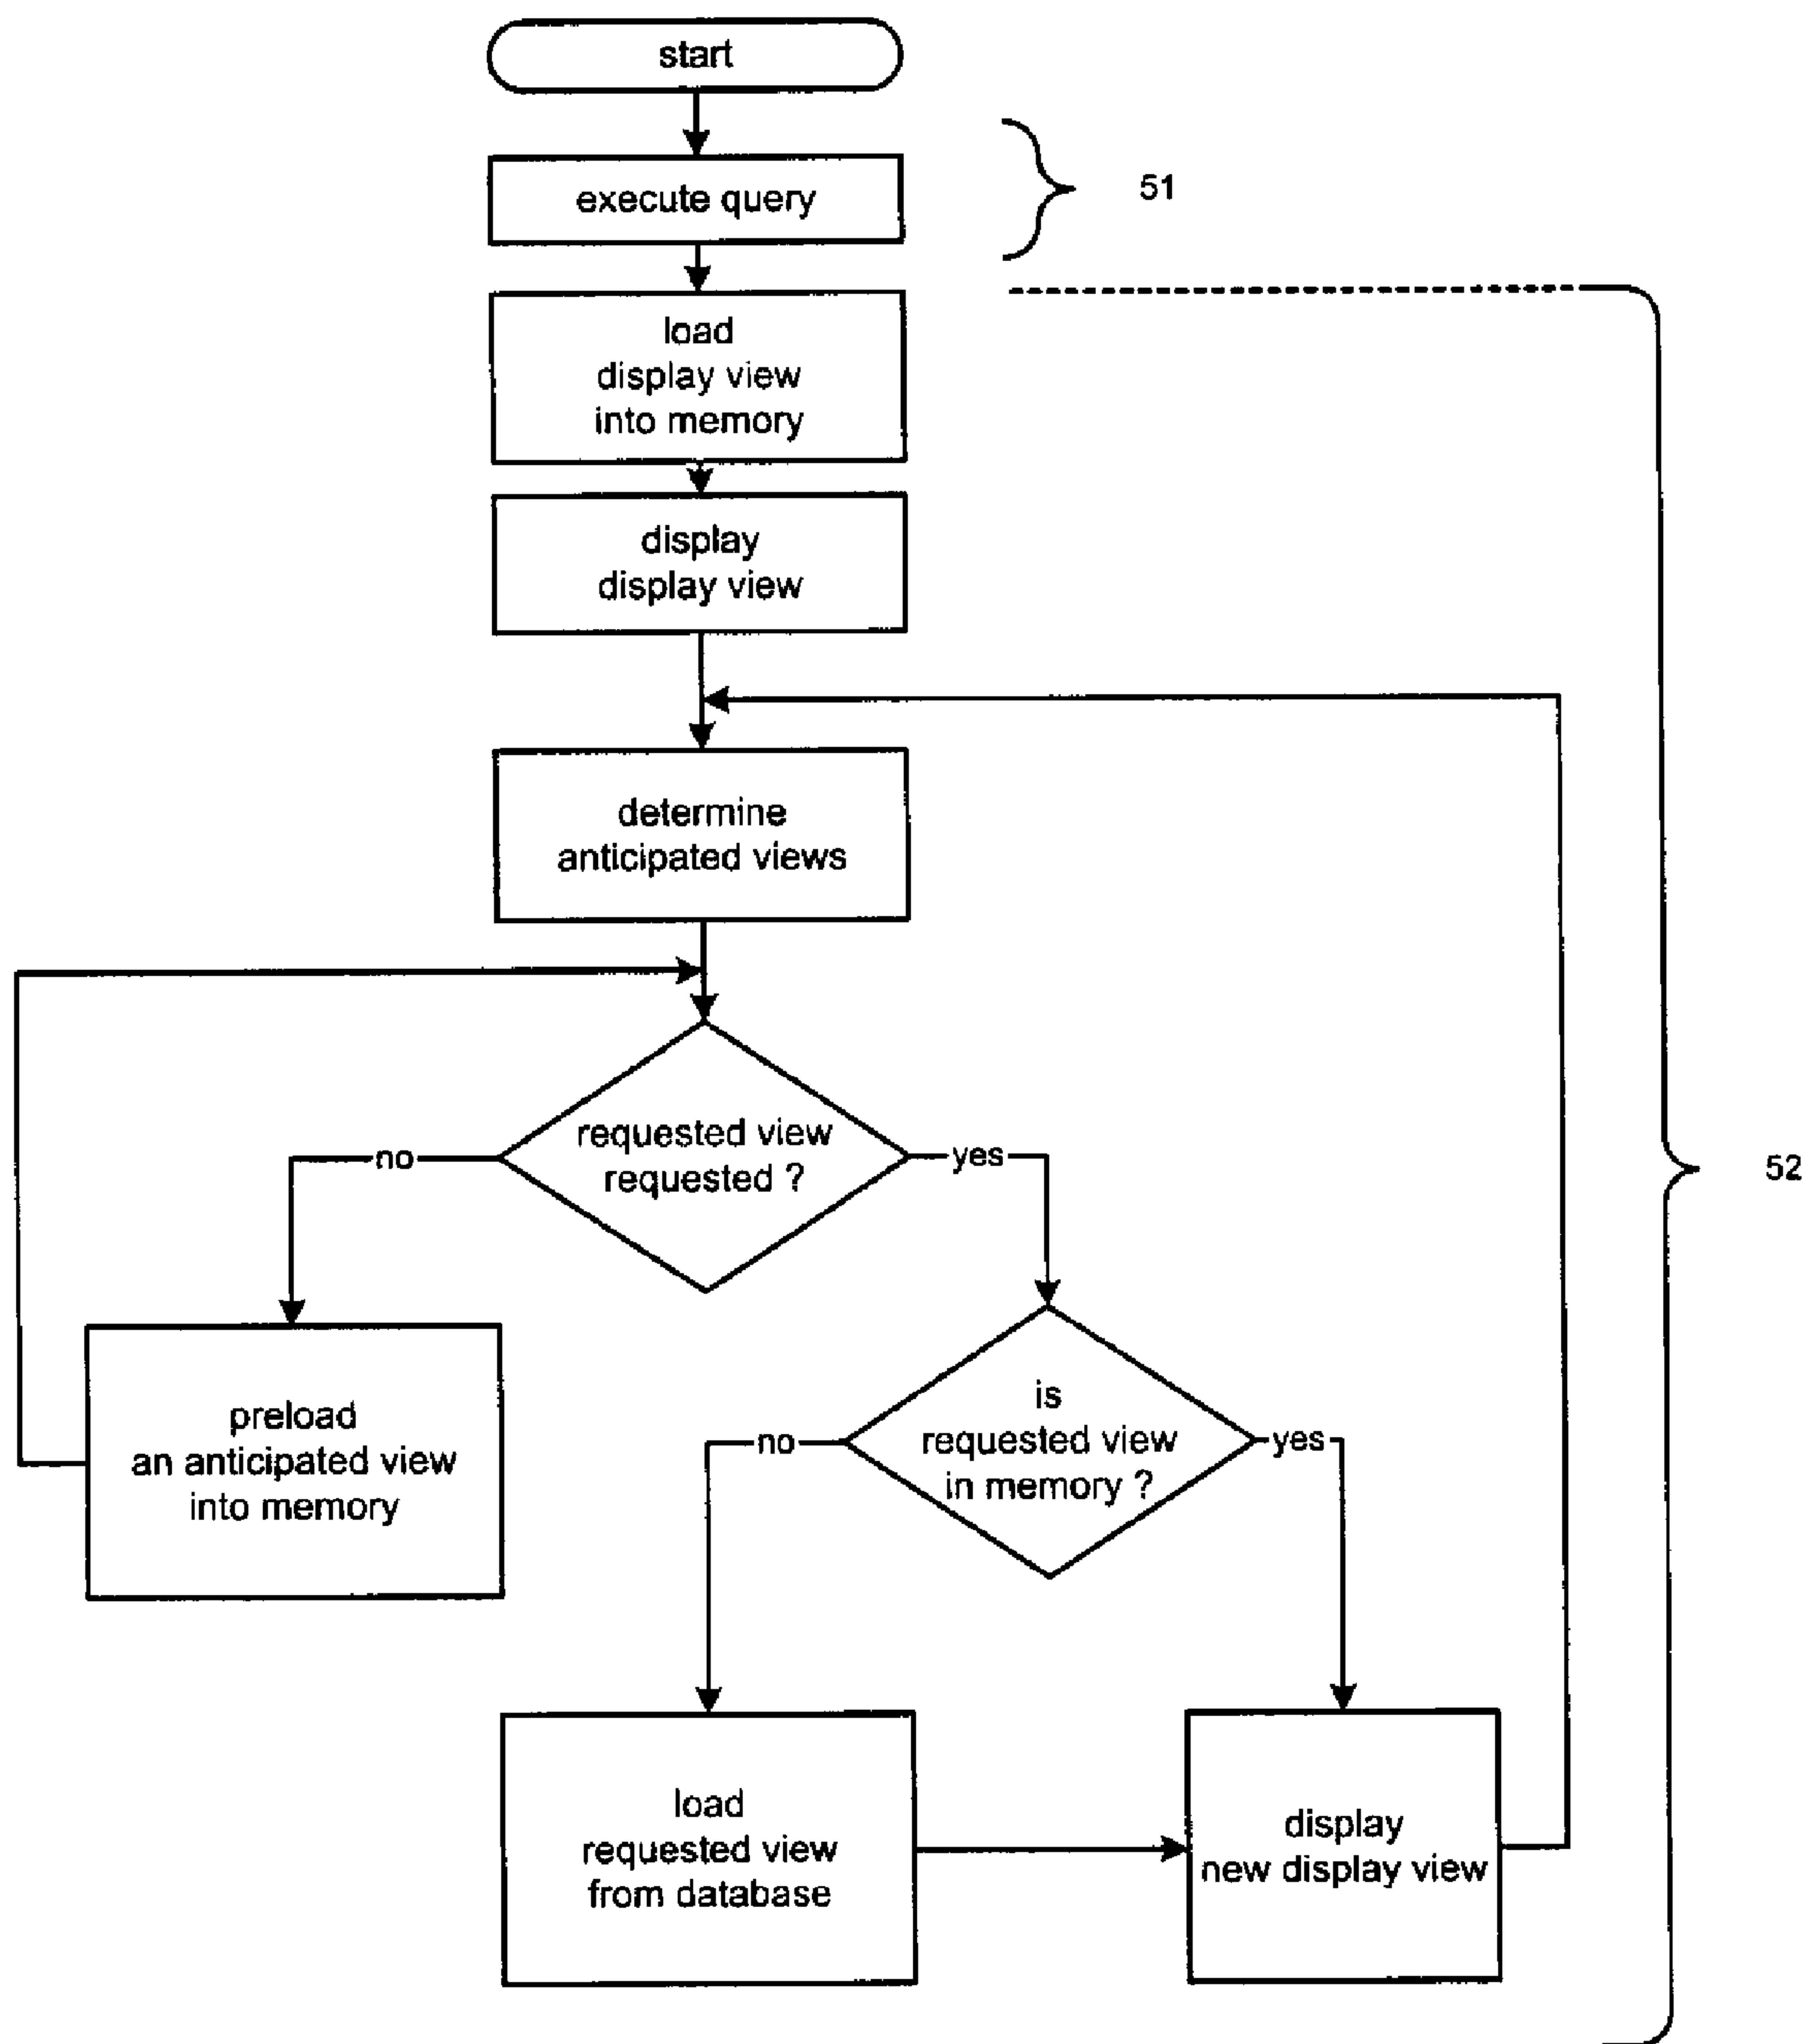 start
execute query
51
load
display view
into memory
display
display view
determine
anticipated views
requested view
requested ?
no
yes
52
preload
an anticipated view
into memory
is
requested view
in memory ?
no
yes
load
requested view
from database
display
new display view